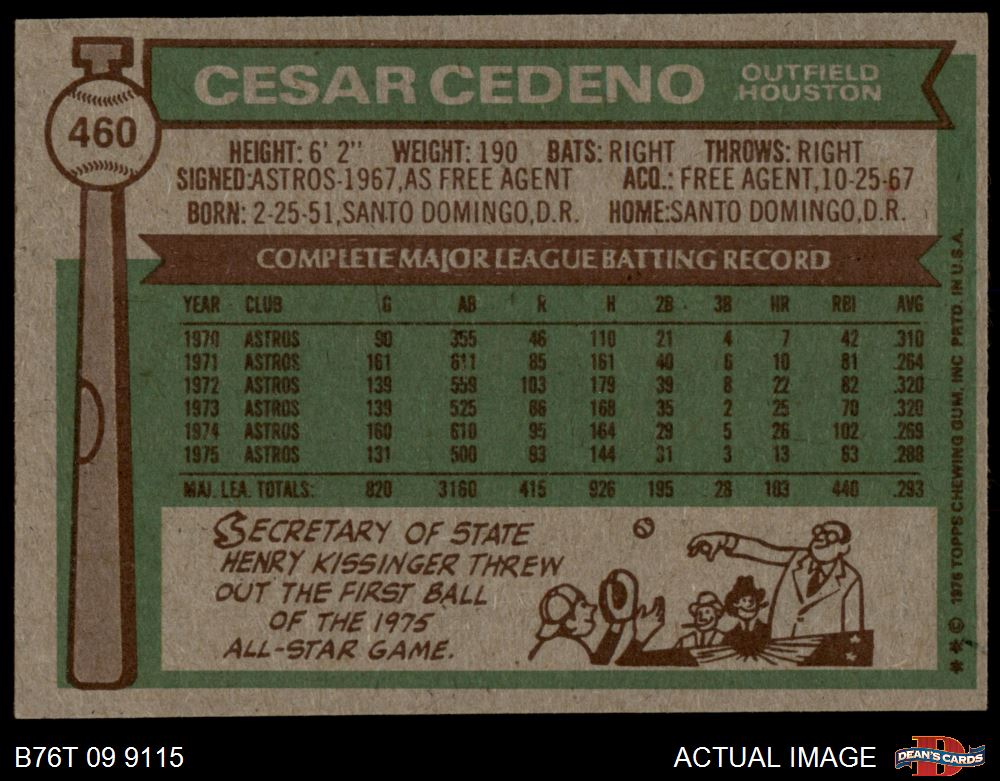 CESAR CEDENO
OUTFIELD
HOUSTON
460
HEIGHT: 6' 2" WEIGHT: 190 BATS: RIGHT THROWS: RIGHT
SIGNED:ASTROS-1967,AS FREE AGENT ACQ.: FREE AGENT,10-25-67
BORN: 2-25-51,SANTO DOMINGO,D.R. HOME:SANTO DOMINGO,D.R.
COMPLETE MAJOR LEAGUE BATTING RECORD
YEAR CLUB G AB R H 2B 3B HR RBI AVG
1970 ASTROS 90 355 46 110 21 4 7 42 .310
1971 ASTROS 161 611 85 161 40 6 10 81 .264
1972 ASTROS 139 559 103 179 39 8 22 82 .320
1973 ASTROS 139 525 86 168 35 2 25 70 .320
1974 ASTROS 160 610 95 164 29 5 26 102 .269
1975 ASTROS 131 500 93 144 31 3 13 63 .288
MAJ. LEA. TOTALS: 820 3160 415 926 195 28 103 440 .293
SECRETARY OF STATE
HENRY KISSINGER THREW
OUT THE FIRST BALL
OF THE 1975
ALL-STAR GAME.
** © 1976 TOPPS CHEWING GUM, INC PRTD. IN U.S.A.
B76T 09 9115
ACTUAL IMAGE
D
DEAN'S CARDS